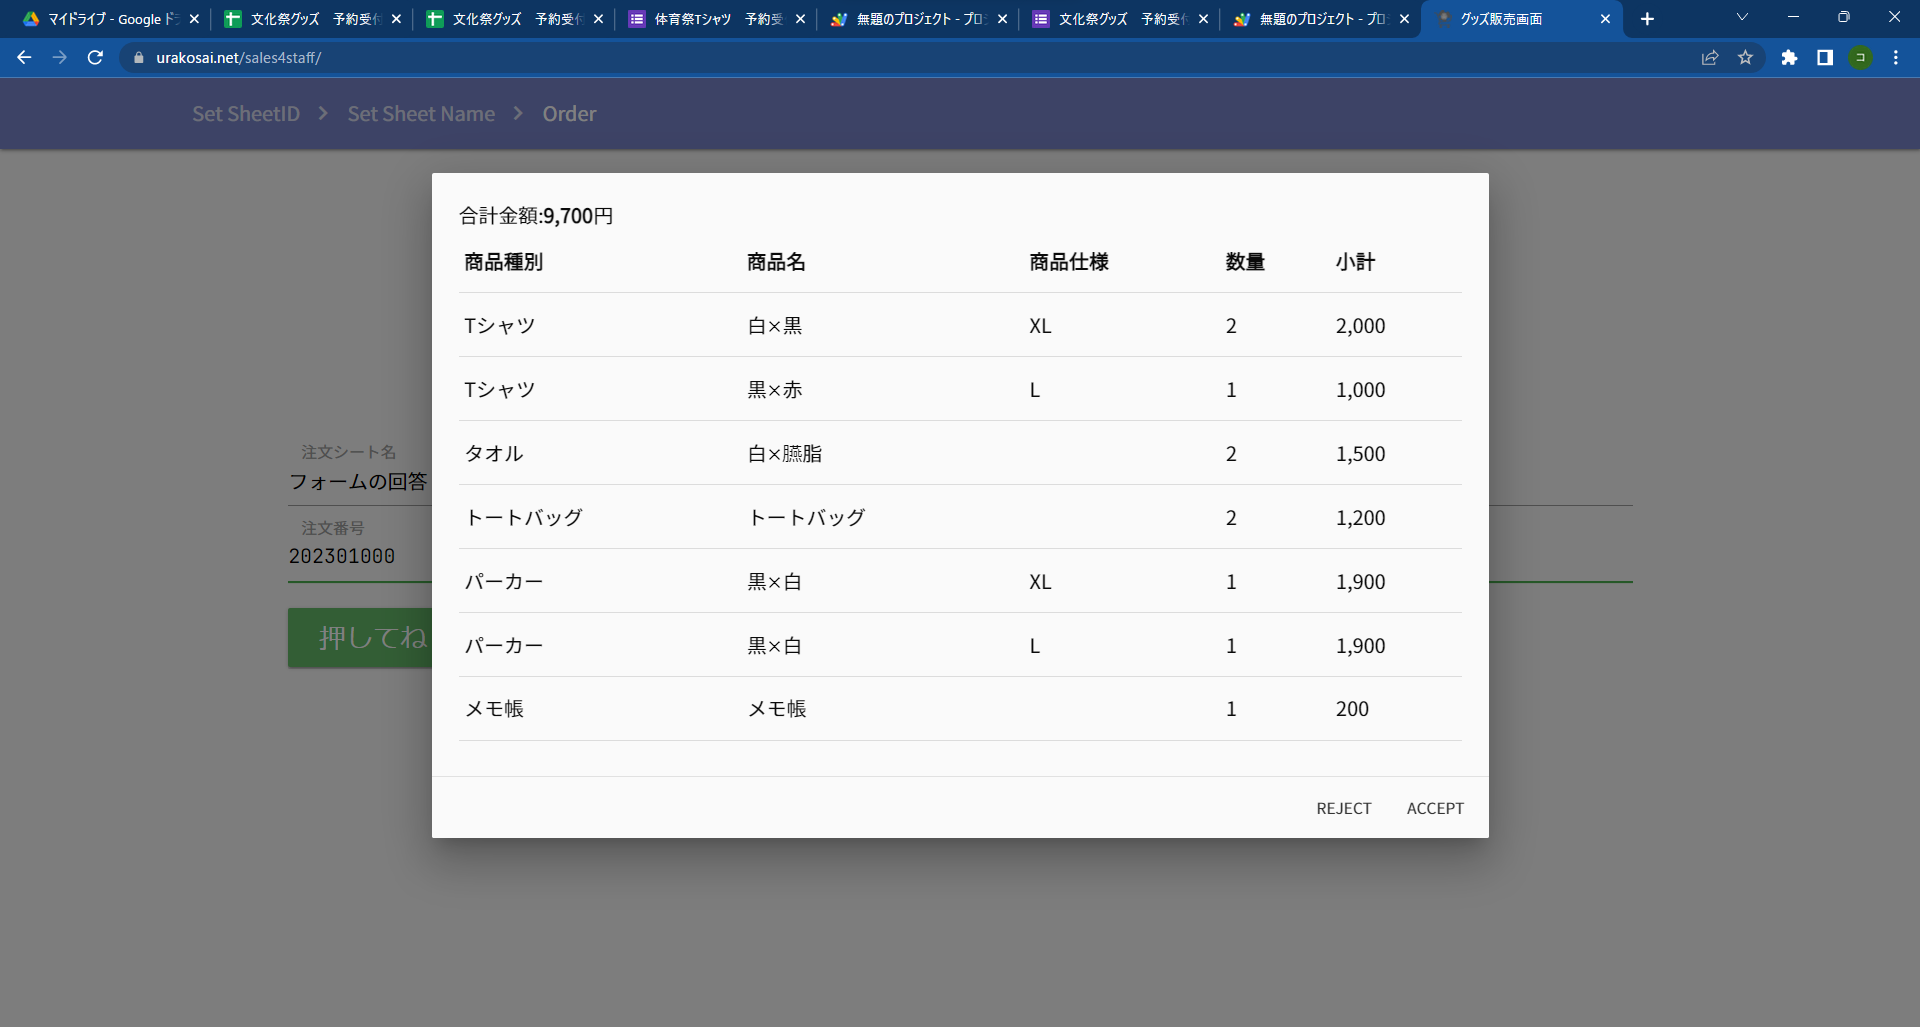 マイドライブ - Google ドラ
文化祭グッズ 予約受付
文化祭グッズ 予約受付
体育祭Tシャツ 予約受
無題のプロジェクト - プロジ
文化祭グッズ 予約受付
無題のプロジェクト - プロジ
グッズ販売画面
urakosai.net/sales4staff/
コ
Set SheetID > Set Sheet Name > Order
合計金額:9,700円
商品種別 商品名 商品仕様 数量 小計
Tシャツ 白×黒 XL 2 2,000
Tシャツ 黒×赤 L 1 1,000
タオル 白×臙脂 2 1,500
トートバッグ トートバッグ 2 1,200
パーカー 黒×白 XL 1 1,900
パーカー 黒×白 L 1 1,900
メモ帳 メモ帳 1 200
REJECT ACCEPT
注文シート名
フォームの回答
注文番号
202301000
押してね